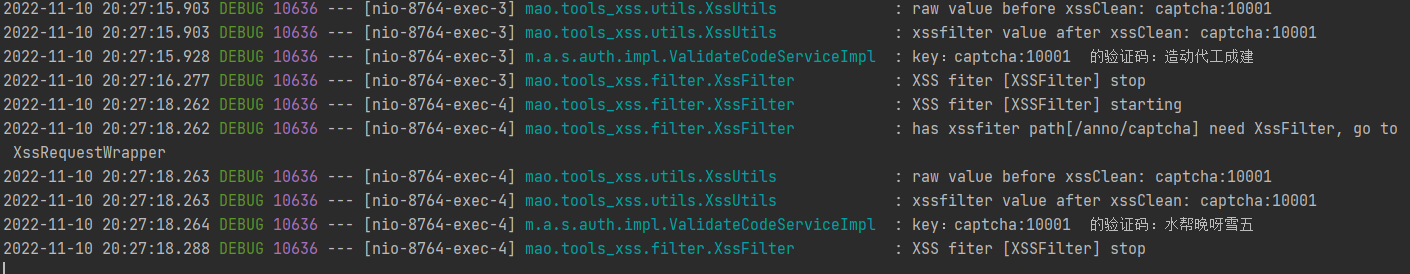 2022-11-10 20:27:15.903 DEBUG 10636 --- [nio-8764-exec-3] mao.tools_xss.utils.XssUtils             : raw value before xssClean: captcha:10001
2022-11-10 20:27:15.903 DEBUG 10636 --- [nio-8764-exec-3] mao.tools_xss.utils.XssUtils             : xssfilter value after xssClean: captcha:10001
2022-11-10 20:27:15.928 DEBUG 10636 --- [nio-8764-exec-3] m.a.s.auth.impl.ValidateCodeServiceImpl  : key：captcha:10001  的验证码：造动代工成建
2022-11-10 20:27:16.277 DEBUG 10636 --- [nio-8764-exec-3] mao.tools_xss.filter.XssFilter           : XSS fiter [XSSFilter] stop
2022-11-10 20:27:18.262 DEBUG 10636 --- [nio-8764-exec-4] mao.tools_xss.filter.XssFilter           : XSS fiter [XSSFilter] starting
2022-11-10 20:27:18.262 DEBUG 10636 --- [nio-8764-exec-4] mao.tools_xss.filter.XssFilter           : has xssfiter path[/anno/captcha] need XssFilter, go to
 XssRequestWrapper
2022-11-10 20:27:18.263 DEBUG 10636 --- [nio-8764-exec-4] mao.tools_xss.utils.XssUtils             : raw value before xssClean: captcha:10001
2022-11-10 20:27:18.263 DEBUG 10636 --- [nio-8764-exec-4] mao.tools_xss.utils.XssUtils             : xssfilter value after xssClean: captcha:10001
2022-11-10 20:27:18.264 DEBUG 10636 --- [nio-8764-exec-4] m.a.s.auth.impl.ValidateCodeServiceImpl  : key：captcha:10001  的验证码：水帮晚呀雪五
2022-11-10 20:27:18.288 DEBUG 10636 --- [nio-8764-exec-4] mao.tools_xss.filter.XssFilter           : XSS fiter [XSSFilter] stop